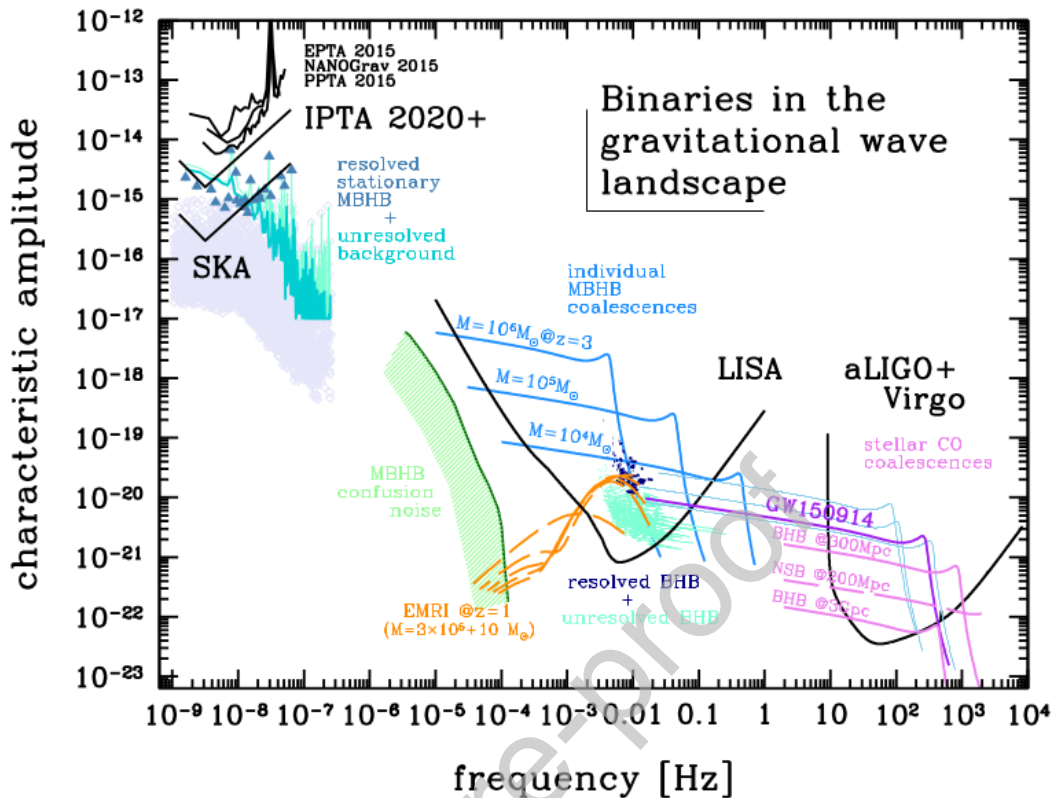 10⁻¹²
10⁻¹³
10⁻¹⁴
10⁻¹⁵
10⁻¹⁶
10⁻¹⁷
10⁻¹⁸
10⁻¹⁹
10⁻²⁰
10⁻²¹
10⁻²²
10⁻²³
characteristic amplitude
EPTA 2015
NANOGrav 2015
PPTA 2015
IPTA 2020+
Binaries in the
gravitational wave
landscape
resolved
stationary
MBHB
+
unresolved
background
SKA
individual
MBHB
coalescences
M=10⁶M⊙@z=3
M=10⁵M⊙
M=10⁴M⊙
LISA
aLIGO+
Virgo
stellar CO
coalescences
MBHB
confusion
noise
GW150914
BHB @300Mpc
NSB @200Mpc
BHB @3Gpc
resolved BHB
+
unresolved BHB
EMRI @z=1
(M=3×10⁶+10 M⊙)
10⁻⁹ 10⁻⁸ 10⁻⁷ 10⁻⁶ 10⁻⁵ 10⁻⁴ 10⁻³ 0.01 0.1 1 10 10² 10³ 10⁴
frequency [Hz]
re-proof